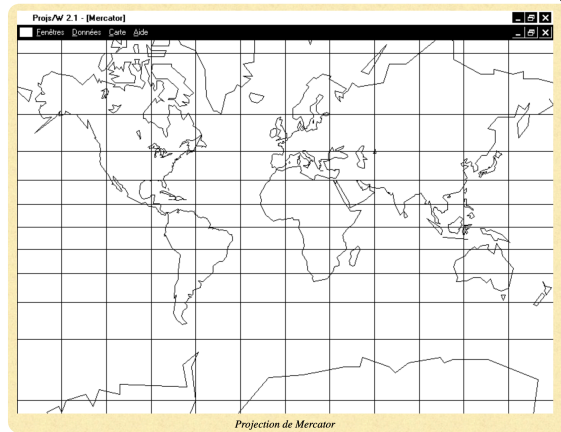 Projs/W 2.1 - [Mercator]
Fenêtres Données Carte Aide
Projection de Mercator